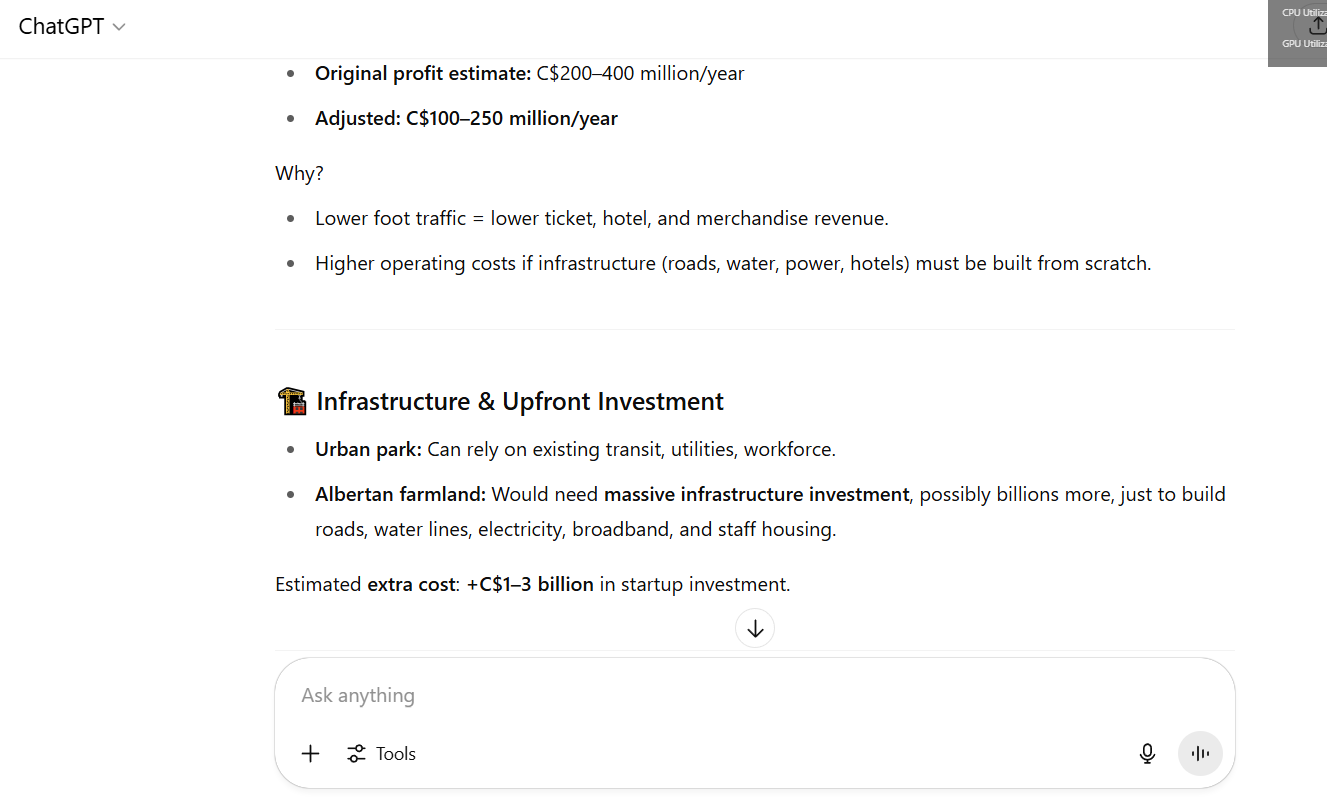 ChatGPT
CPU Utiliza
GPU Utiliza
Original profit estimate: C$200–400 million/year
Adjusted: C$100–250 million/year
Why?
Lower foot traffic = lower ticket, hotel, and merchandise revenue.
Higher operating costs if infrastructure (roads, water, power, hotels) must be built from scratch.
Infrastructure & Upfront Investment
Urban park: Can rely on existing transit, utilities, workforce.
Albertan farmland: Would need massive infrastructure investment, possibly billions more, just to build
roads, water lines, electricity, broadband, and staff housing.
Estimated extra cost: +C$1–3 billion in startup investment.
Ask anything
Tools